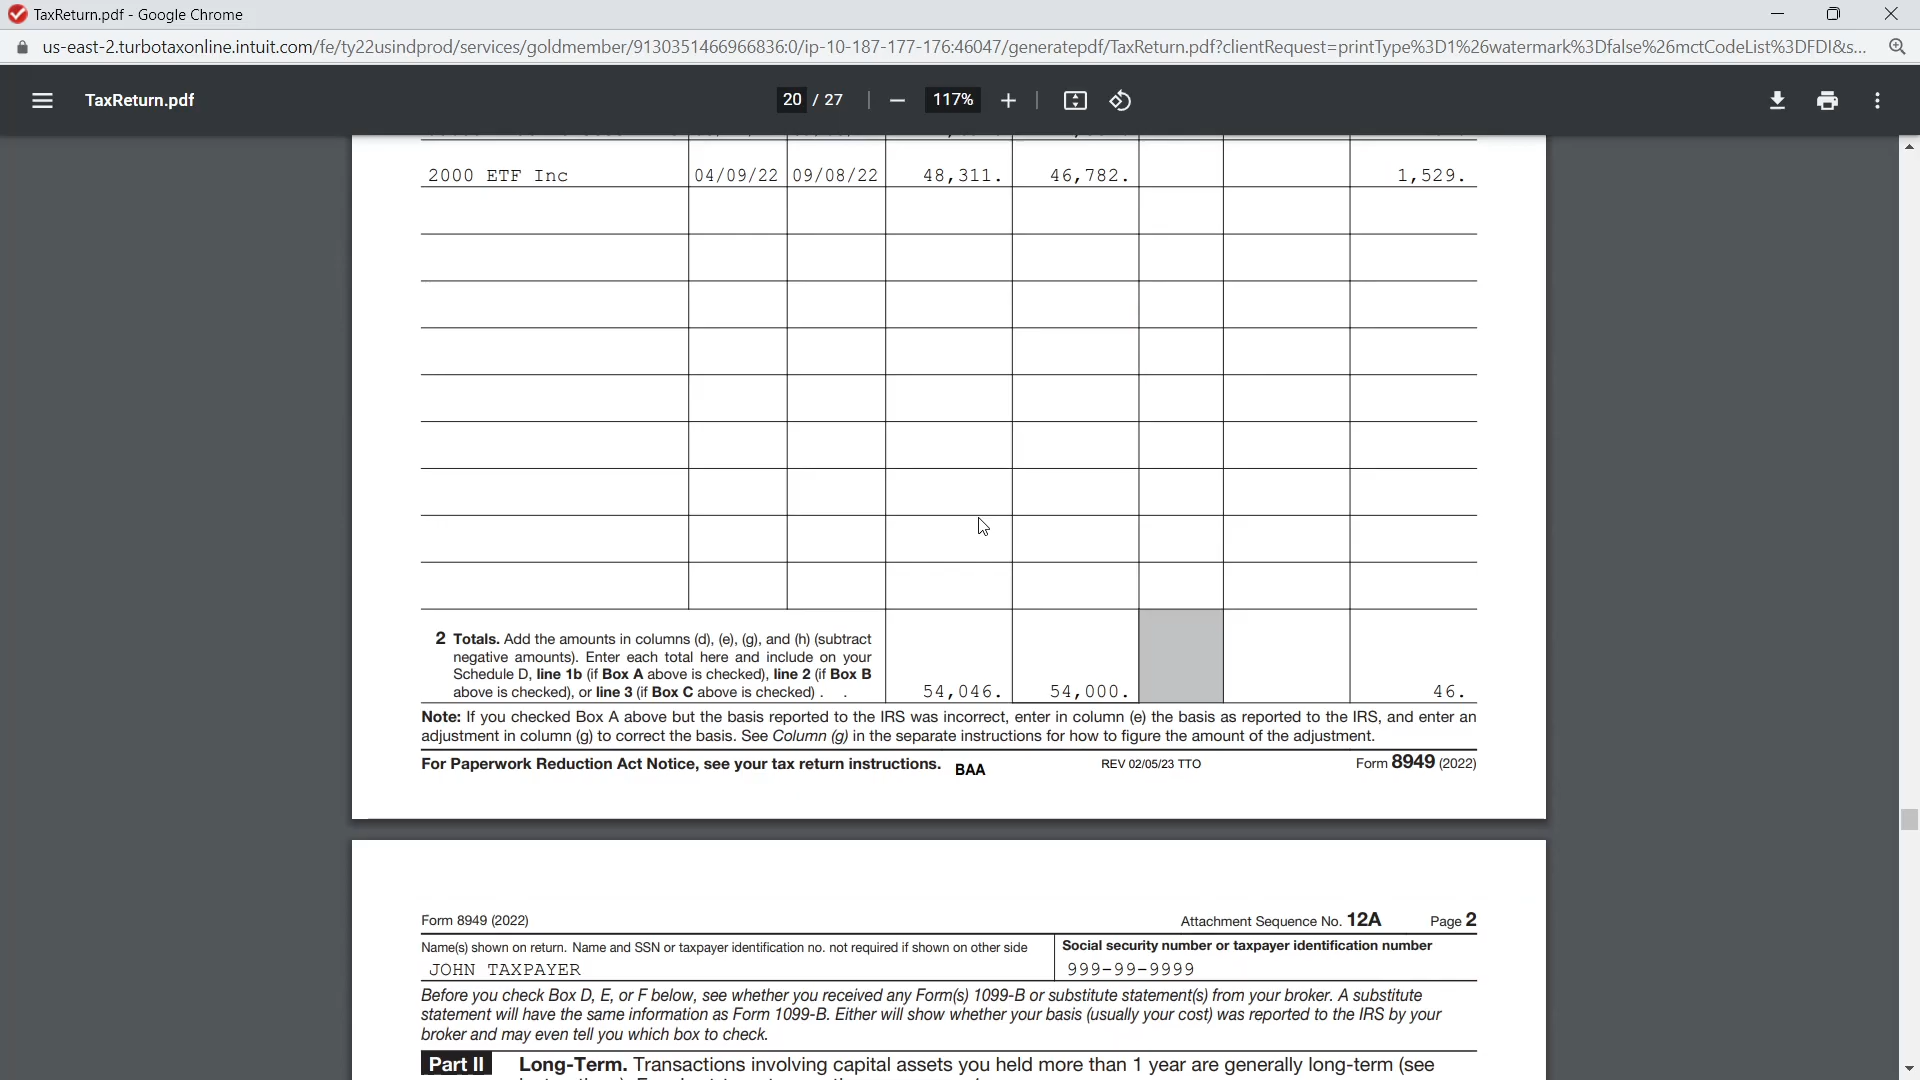 TaxReturn.pdf - Google Chrome
us-east-2.turbotaxonline.intuit.com/fe/ty22usindprod/services/goldmember/9130351466966836:0/ip-10-187-177-176:46047/generatepdf/TaxReturn.pdf?clientRequest=printType%3D1%26watermark%3Dfalse%26mctCodeList%3DFDI&s...
TaxReturn.pdf 20 / 27 117%
2000 ETF Inc 04/09/22 09/08/22 48,311. 46,782. 1,529.
2 Totals. Add the amounts in columns (d), (e), (g), and (h) (subtract
negative amounts). Enter each total here and include on your
Schedule D, line 1b (if Box A above is checked), line 2 (if Box B
above is checked), or line 3 (if Box C above is checked) . . 54,046. 54,000. 46.
Note: If you checked Box A above but the basis reported to the IRS was incorrect, enter in column (e) the basis as reported to the IRS, and enter an
adjustment in column (g) to correct the basis. See Column (g) in the separate instructions for how to figure the amount of the adjustment.
For Paperwork Reduction Act Notice, see your tax return instructions. BAA REV 02/05/23 TTO Form 8949 (2022)
Form 8949 (2022) Attachment Sequence No. 12A Page 2
Name(s) shown on return. Name and SSN or taxpayer identification no. not required if shown on other side Social security number or taxpayer identification number
JOHN TAXPAYER 999-99-9999
Before you check Box D, E, or F below, see whether you received any Form(s) 1099-B or substitute statement(s) from your broker. A substitute
statement will have the same information as Form 1099-B. Either will show whether your basis (usually your cost) was reported to the IRS by your
broker and may even tell you which box to check.
Part II Long-Term. Transactions involving capital assets you held more than 1 year are generally long-term (see